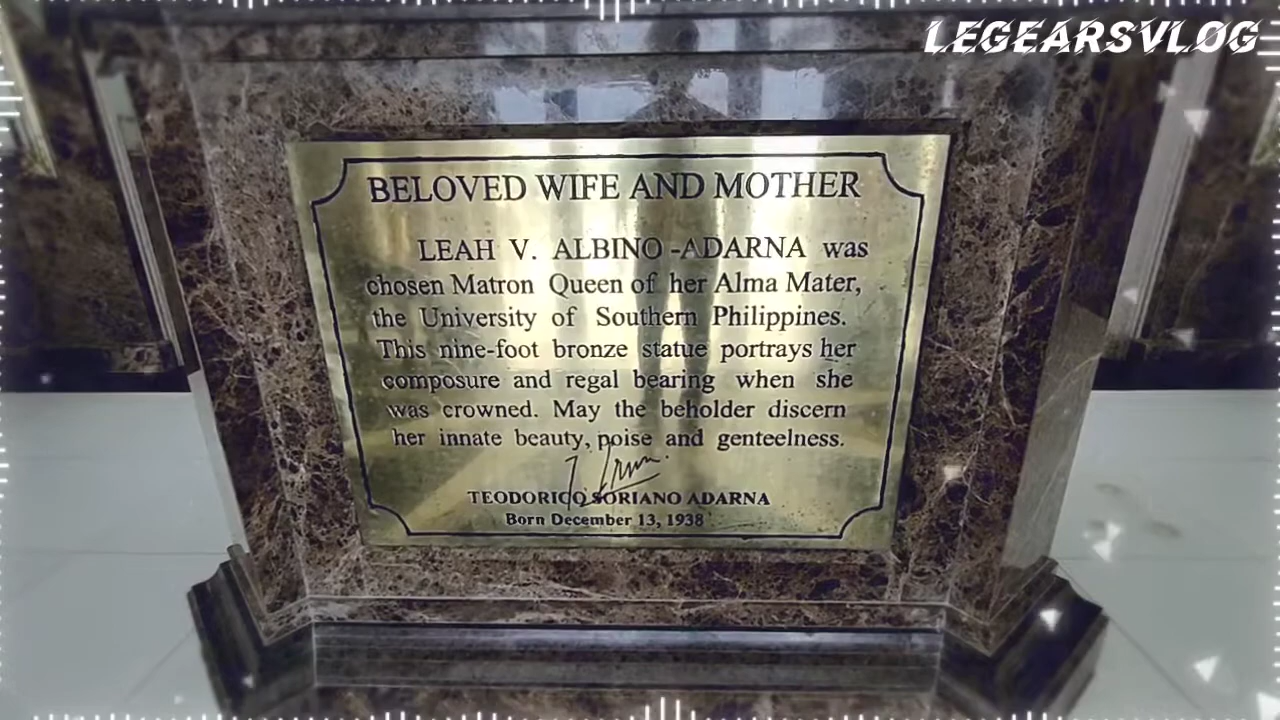 LEGEARSVLOG
BELOVED WIFE AND MOTHER
LEAH V. ALBINO-ADARNA was
chosen Matron Queen of her Alma Mater,
the University of Southern Philippines.
This nine-foot bronze statue portrays her
composure and regal bearing when she
was crowned. May the beholder discern
her innate beauty, poise and genteelness.
TEODORICO SORIANO ADARNA
Born December 13, 1938